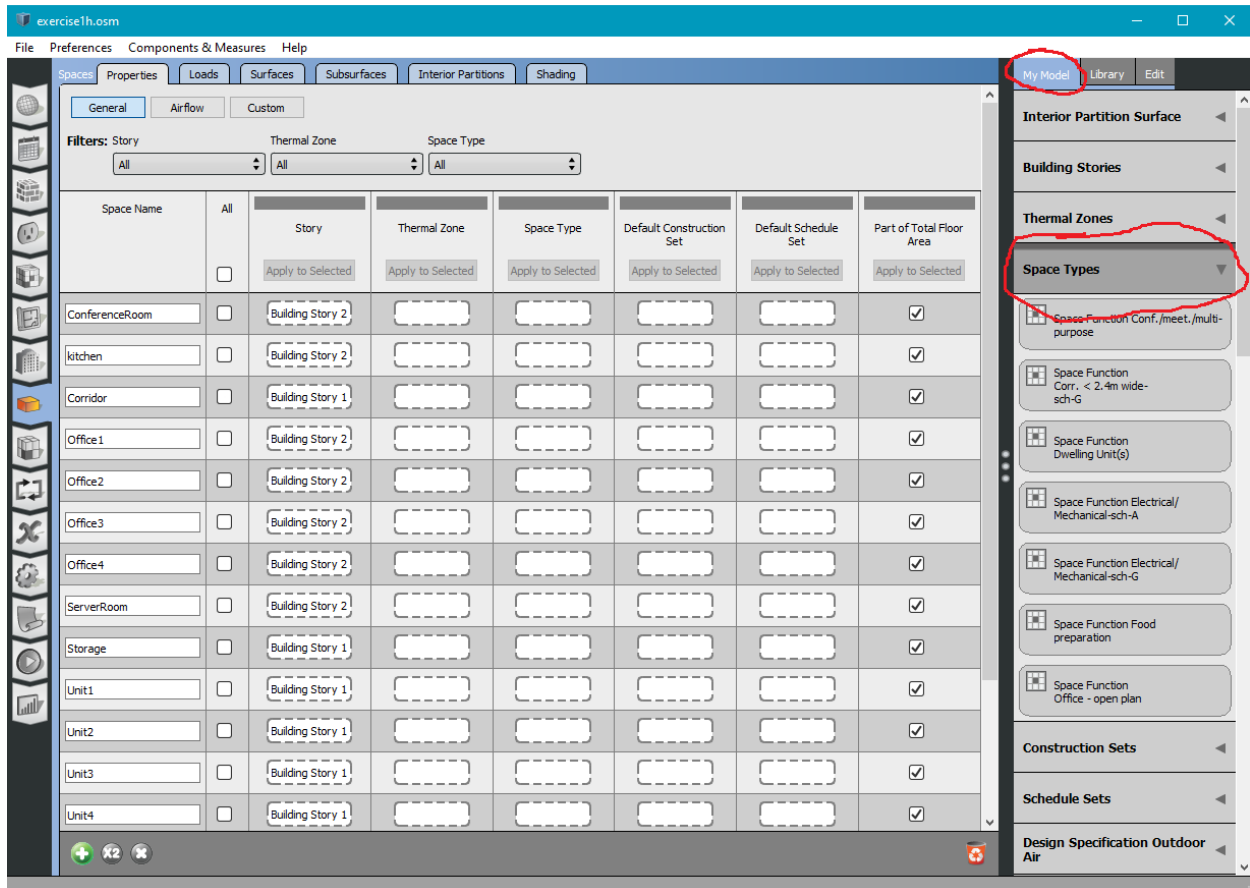 exercise1h.osm
File Preferences Components & Measures Help
Spaces Properties Loads Surfaces Subsurfaces Interior Partitions Shading
My Model Library Edit
General Airflow Custom
Filters: Story Thermal Zone Space Type
All All All
Space Name All Story Thermal Zone Space Type Default Construction Set Default Schedule Set Part of Total Floor Area
Apply to Selected Apply to Selected Apply to Selected Apply to Selected Apply to Selected Apply to Selected
ConferenceRoom Building Story 2
kitchen Building Story 2
Corridor Building Story 1
Office1 Building Story 2
Office2 Building Story 2
Office3 Building Story 2
Office4 Building Story 2
ServerRoom Building Story 2
Storage Building Story 1
Unit1 Building Story 1
Unit2 Building Story 1
Unit3 Building Story 1
Unit4 Building Story 1
X2
Interior Partition Surface
Building Stories
Thermal Zones
Space Types
Space Function Conf./meet./multi-
purpose
Space Function
Corr. < 2.4m wide-
sch-G
Space Function
Dwelling Unit(s)
Space Function Electrical/
Mechanical-sch-A
Space Function Electrical/
Mechanical-sch-G
Space Function Food
preparation
Space Function
Office - open plan
Construction Sets
Schedule Sets
Design Specification Outdoor
Air